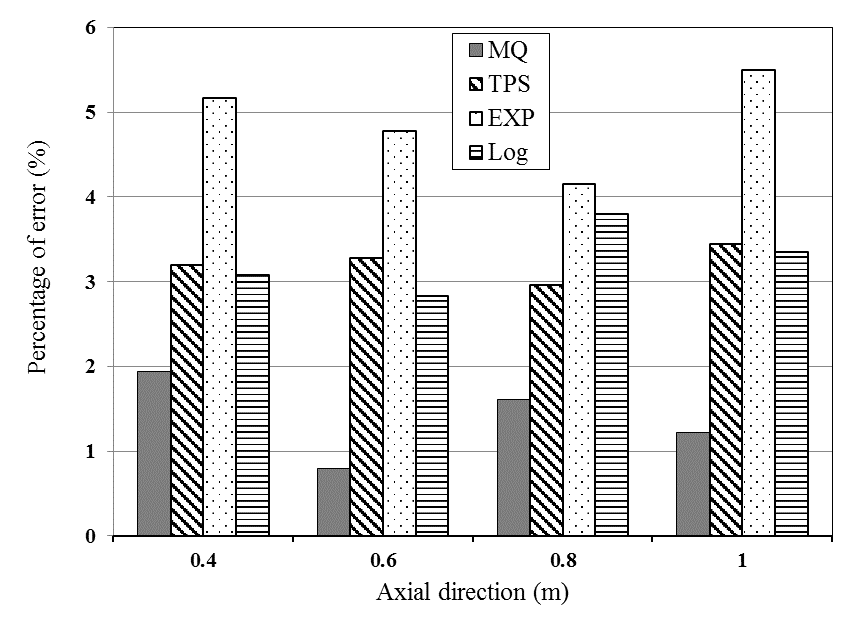 6
5
4
3
2
1
0
Percentage of error (%)
MQ
TPS
EXP
Log
0.4 0.6 0.8 1
Axial direction (m)